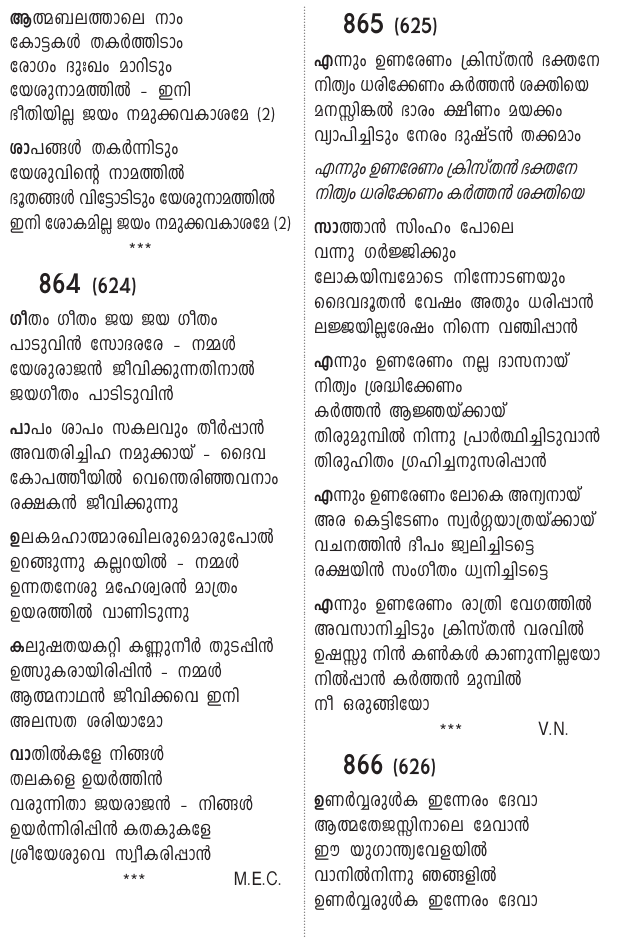 ആത്മബലത്താലെ നാം
കോട്ടകൾ തകർത്തിടാം
രോഗം ദുഃഖം മാറിടും
യേശുനാമത്തിൽ - ഇനി
ഭീതിയില്ല ജയം നമുക്കവകാശമേ (2)
ശാപങ്ങൾ തകർന്നിടും
യേശുവിന്റെ നാമത്തിൽ
ഭൂതങ്ങൾ വിട്ടോടിടും യേശുനാമത്തിൽ
ഇനി ശോകമില്ല ജയം നമുക്കവകാശമേ (2)
***
864 (624)
ഗീതം ഗീതം ജയ ജയ ഗീതം
പാടുവിൻ സോദരരേ - നമ്മൾ
യേശുരാജൻ ജീവിക്കുന്നതിനാൽ
ജയഗീതം പാടിടുവിൻ
പാപം ശാപം സകലവും തീർപ്പാൻ
അവതരിച്ചിഹ നമുക്കായ് - ദൈവ
കോപത്തീയിൽ വെന്തെരിഞ്ഞവനാം
രക്ഷകൻ ജീവിക്കുന്നു
ഉലകമഹാത്മാരഖിലരുമൊരുപോൽ
ഉറങ്ങുന്നു കല്ലറയിൽ - നമ്മൾ
ഉന്നതനേശു മഹേശ്വരൻ മാത്രം
ഉയരത്തിൽ വാണിടുന്നു
കലുഷതയകറ്റി കണ്ണുനീർ തുടപ്പിൻ
ഉത്സുകരായിരിപ്പിൻ - നമ്മൾ
ആത്മനാഥൻ ജീവിക്കവെ ഇനി
അലസത ശരിയാമോ
വാതിൽകളേ നിങ്ങൾ
തലകളെ ഉയർത്തിൻ
വരുന്നിതാ ജയരാജൻ - നിങ്ങൾ
ഉയർന്നിരിപ്പിൻ കതകുകളേ
ശ്രീയേശുവെ സ്വീകരിപ്പാൻ
*** M.E.C.
865 (625)
എന്നും ഉണരേണം ക്രിസ്തൻ ഭക്തനേ
നിത്യം ധരിക്കേണം കർത്തൻ ശക്തിയെ
മനസ്സിങ്കൽ ഭാരം ക്ഷീണം മയക്കം
വ്യാപിച്ചിടും നേരം ദുഷ്ടൻ തക്കമാം
എന്നും ഉണരേണം ക്രിസ്തൻ ഭക്തനേ
നിത്യം ധരിക്കേണം കർത്തൻ ശക്തിയെ
സാത്താൻ സിംഹം പോലെ
വന്നു ഗർജ്ജിക്കും
ലോകയിമ്പമോടെ നിന്നോടണയും
ദൈവദൂതൻ വേഷം അതും ധരിപ്പാൻ
ലജ്ജയില്ലശേഷം നിന്നെ വഞ്ചിപ്പാൻ
എന്നും ഉണരേണം നല്ല ദാസനായ്
നിത്യം ശ്രദ്ധിക്കേണം
കർത്തൻ ആജ്ഞയ്ക്കായ്
തിരുമുമ്പിൽ നിന്നു പ്രാർത്ഥിച്ചിടുവാൻ
തിരുഹിതം ഗ്രഹിച്ചനുസരിപ്പാൻ
എന്നും ഉണരേണം ലോകെ അന്യനായ്
അര കെട്ടിടേണം സ്വർഗ്ഗയാത്രയ്ക്കായ്
വചനത്തിൻ ദീപം ജ്വലിച്ചിടട്ടെ
രക്ഷയിൻ സംഗീതം ധ്വനിച്ചിടട്ടെ
എന്നും ഉണരേണം രാത്രി വേഗത്തിൽ
അവസാനിച്ചിടും ക്രിസ്തൻ വരവിൽ
ഉഷസ്സു നിൻ കൺകൾ കാണുന്നില്ലയോ
നിൽപ്പാൻ കർത്തൻ മുമ്പിൽ
നീ ഒരുങ്ങിയോ
*** V.N.
866 (626)
ഉണർവ്വരുൾക ഇന്നേരം ദേവാ
ആത്മതേജസ്സിനാലെ മേവാൻ
ഈ യുഗാന്ത്യവേളയിൽ
വാനിൽനിന്നു ഞങ്ങളിൽ
ഉണർവ്വരുൾക ഇന്നേരം ദേവാ